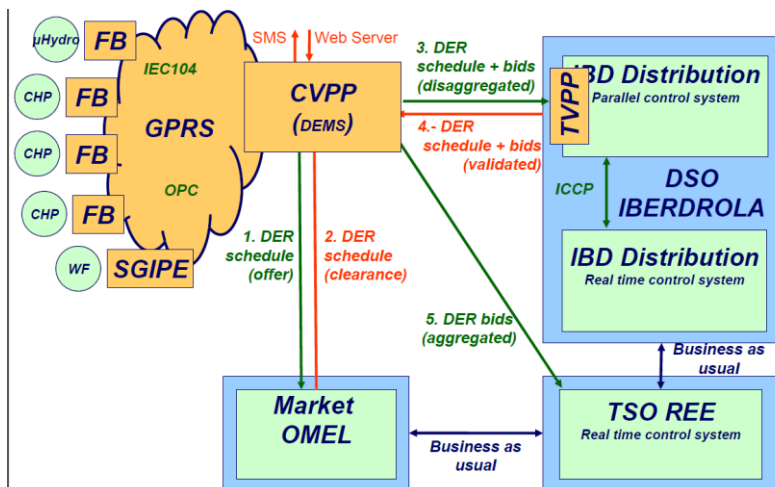 SMS
Web Server
µHydro
FB
IEC104
CHP
FB
GPRS
CHP
FB
OPC
CHP
FB
WF
SGIPE
CVPP
(DEMS)
3. DER
schedule + bids
(disaggregated)
4.- DER
schedule + bids
(validated)
TVPP
IBD Distribution
Parallel control system
ICCP
DSO
IBERDROLA
IBD Distribution
Real time control system
1. DER
schedule
(offer)
2. DER
schedule
(clearance)
5. DER bids
(aggregated)
Business as
usual
Market
OMEL
Business as
usual
TSO REE
Real time control system